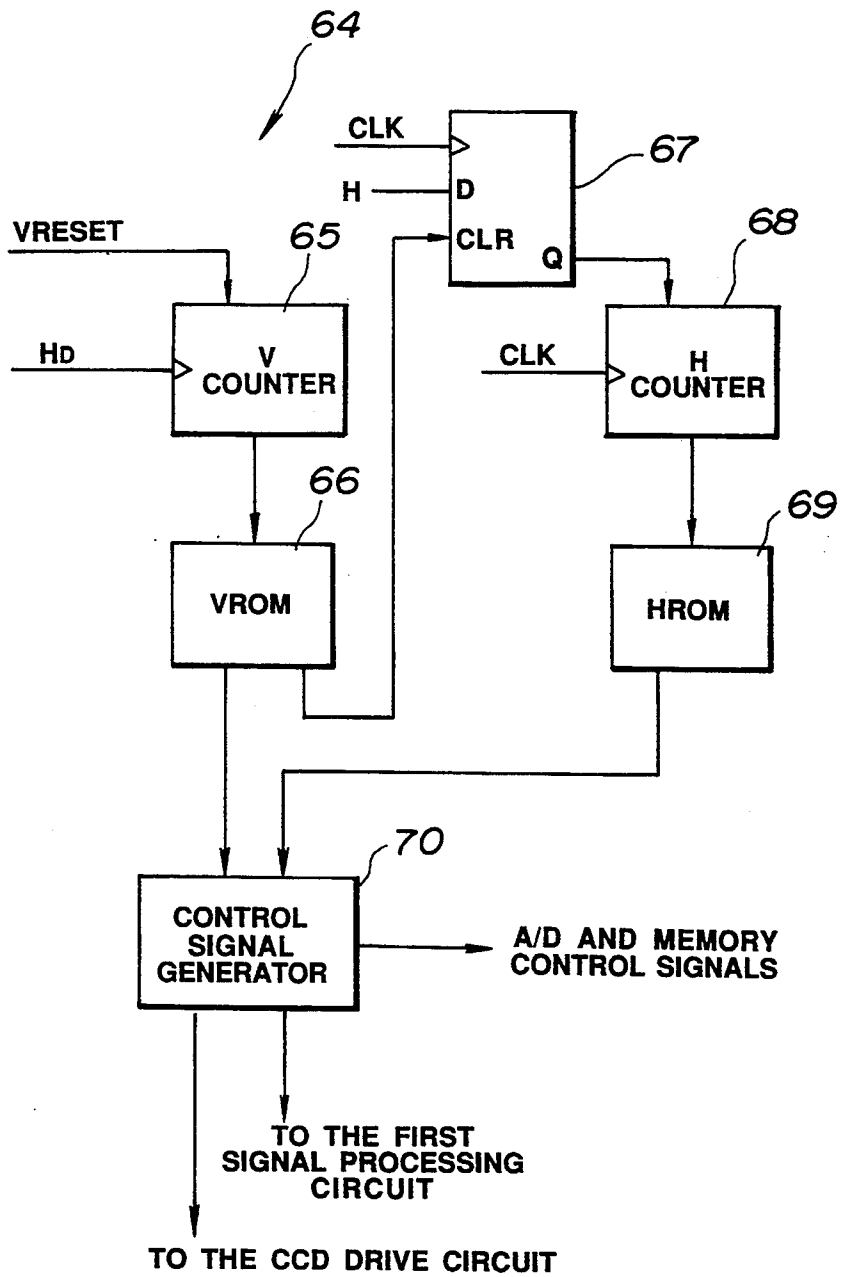 64
CLK
67
H
D
VRESET
65
CLR
68
Q
HD
V
COUNTER
CLK
H
COUNTER
66
69
VROM
HROM
70
CONTROL
SIGNAL
GENERATOR
A/D AND MEMORY
CONTROL SIGNALS
TO THE FIRST
SIGNAL PROCESSING
CIRCUIT
TO THE CCD DRIVE CIRCUIT